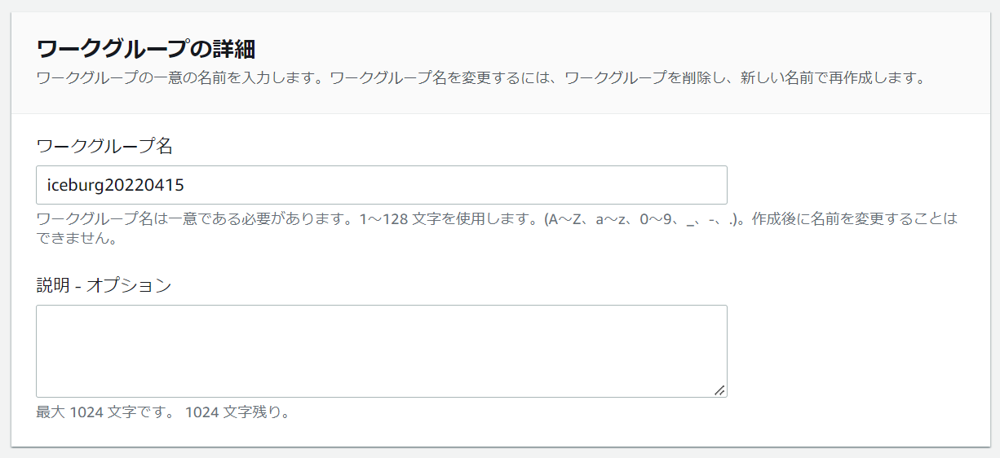 ワークグループの詳細
ワークグループの一意の名前を入力します。ワークグループ名を変更するには、ワークグループを削除し、新しい名前で再作成します。
ワークグループ名
iceburg20220415
ワークグループ名は一意である必要があります。1～128 文字を使用します。(A～Z、a～z、0～9、_、-、.)。作成後に名前を変更することは
できません。
説明 - オプション
最大 1024 文字です。 1024 文字残り。